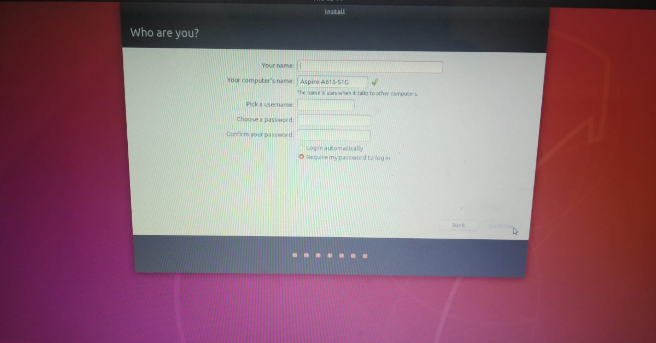 Install
Who are you?
Your name:
Your computer's name: Aspire-A615-51G
The name it uses when it talks to other computers.
Pick a username:
Choose a password:
Confirm your password:
Log in automatically
Require my password to log in
Back